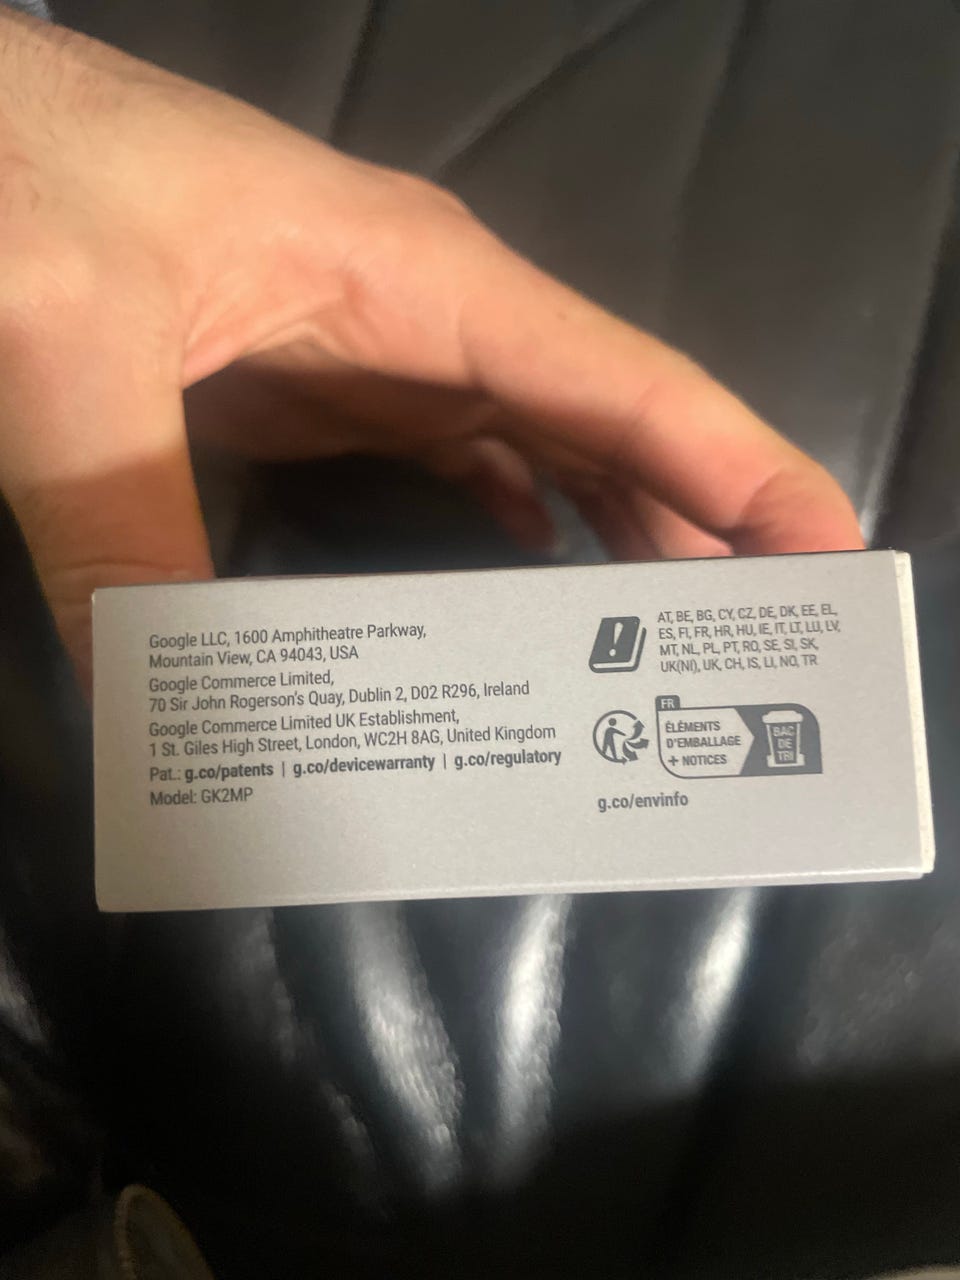 Google LLC, 1600 Amphitheatre Parkway,
Mountain View, CA 94043, USA
Google Commerce Limited,
70 Sir John Rogerson's Quay, Dublin 2, D02 R296, Ireland
Google Commerce Limited UK Establishment,
1 St. Giles High Street, London, WC2H 8AG, United Kingdom
Pat.: g.co/patents | g.co/devicewarranty | g.co/regulatory
Model: GK2MP
AT, BE, BG, CY, CZ, DE, DK, EE, EL,
ES, FI, FR, HR, HU, IE, IT, LT, LU, LV,
MT, NL, PL, PT, RO, SE, SI, SK,
UK(NI), UK, CH, IS, LI, NO, TR
FR
ÉLÉMENTS
D'EMBALLAGE
+ NOTICES
BAC
DE
TRI
g.co/envinfo